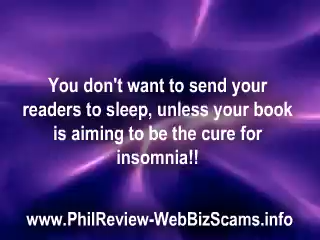 You don't want to send your
readers to sleep, unless your book
is aiming to be the cure for
insomnia!!
www.PhilReview-WebBizScams.info